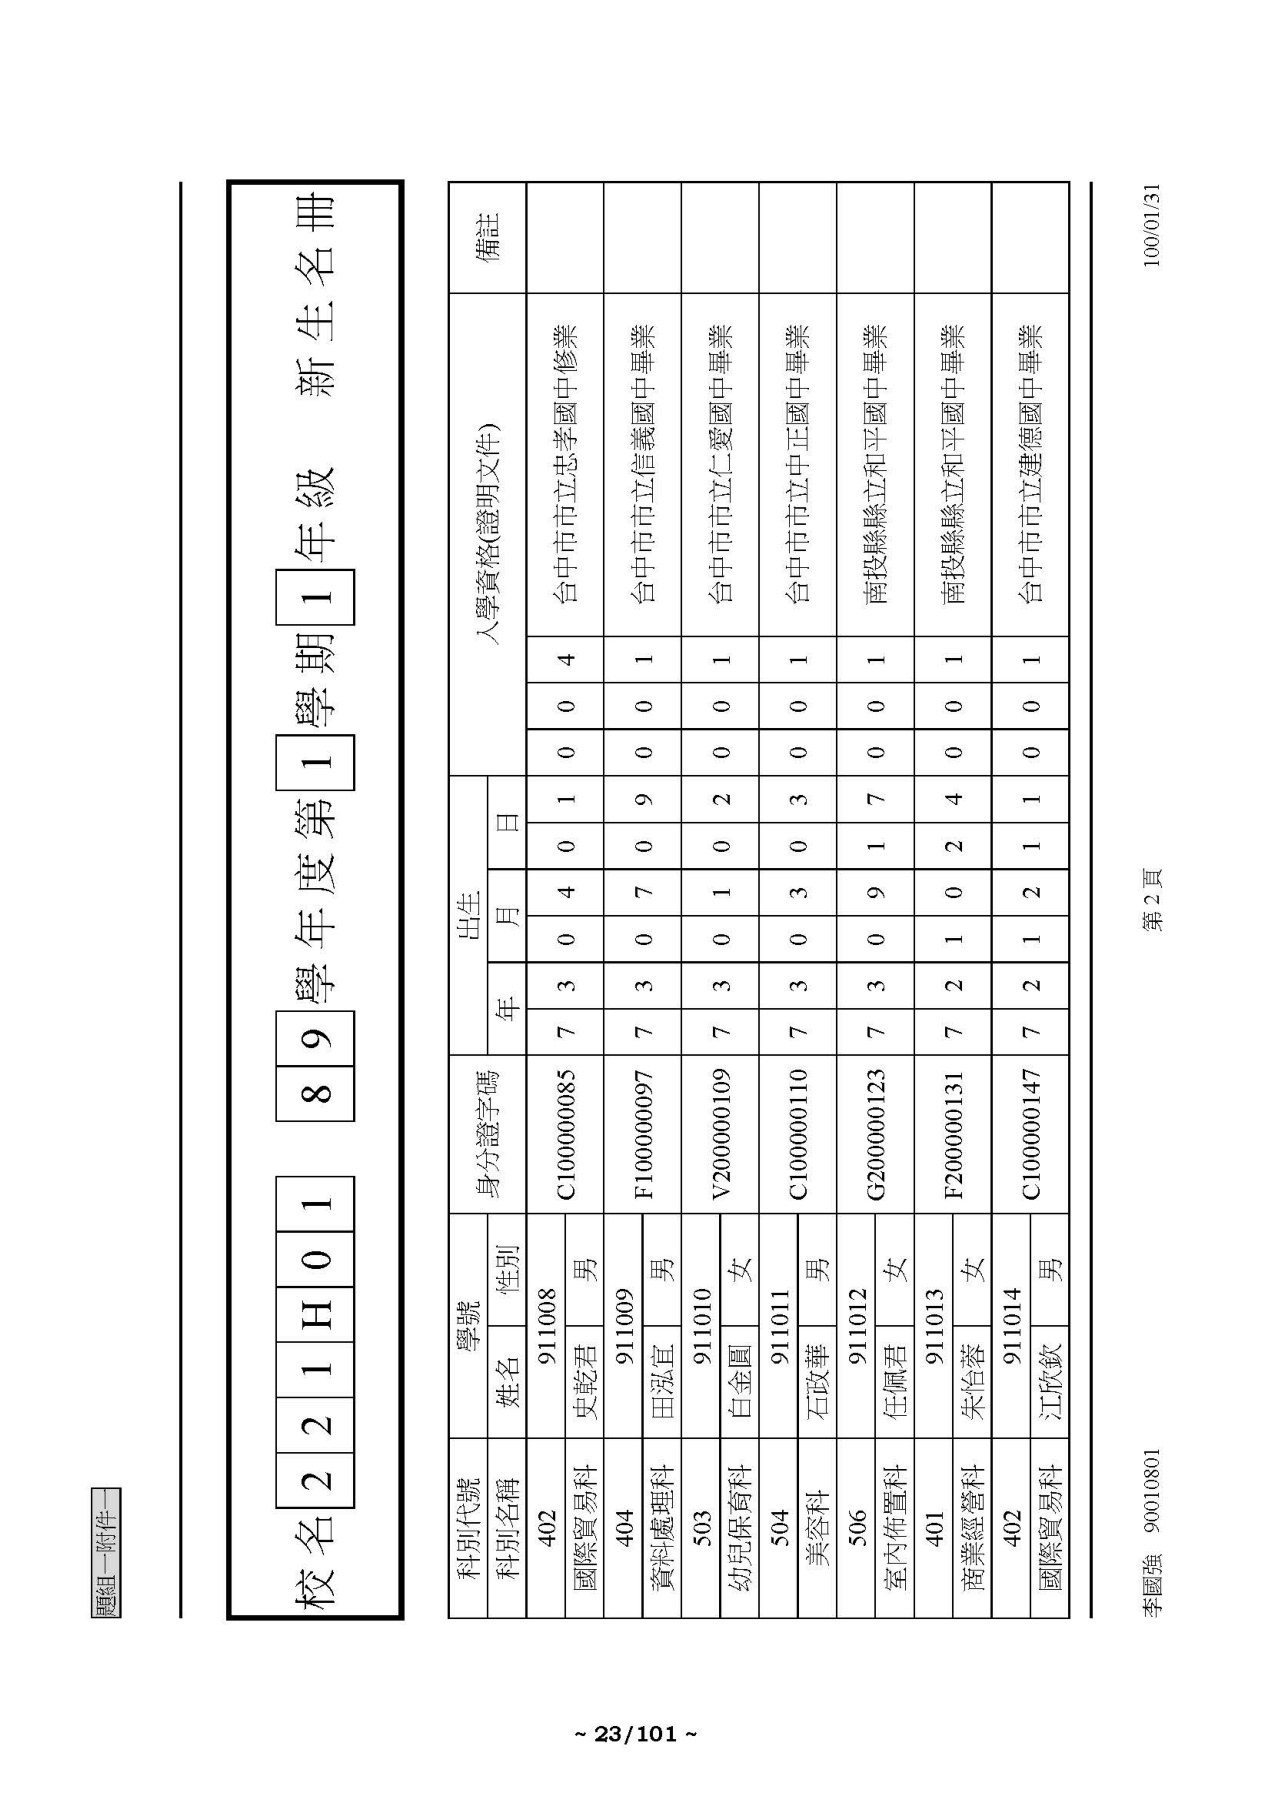 題組一附件一
校名 2 2 1 H 0 1 8 9 學年度第 1 學期 1 年級 新生名冊
科別代號 學號 身分證字碼 出生 入學資格(證明文件) 備註
科別名稱 姓名 性別 年 月 日
402 911008 C100000085 7 3 0 4 0 1 0 0 4 台中市市立忠孝國中修業
國際貿易科 史乾君 男
404 911009 F100000097 7 3 0 7 0 9 0 0 1 台中市市立信義國中畢業
資料處理科 田泓宜 男
503 911010 V200000109 7 3 0 1 0 2 0 0 1 台中市市立仁愛國中畢業
幼兒保育科 白金圓 女
504 911011 C100000110 7 3 0 3 0 3 0 0 1 台中市市立中正國中畢業
美容科 石政華 男
506 911012 G200000123 7 3 0 9 1 7 0 0 1 南投縣縣立和平國中畢業
室內佈置科 任佩君 女
401 911013 F200000131 7 2 1 0 2 4 0 0 1 南投縣縣立和平國中畢業
商業經營科 朱怡蓉 女
402 911014 C100000147 7 2 1 2 1 1 0 0 1 台中市市立建德國中畢業
國際貿易科 江欣欽 男
李國強 90010801 第 2 頁 100/01/31
~ 23/101 ~